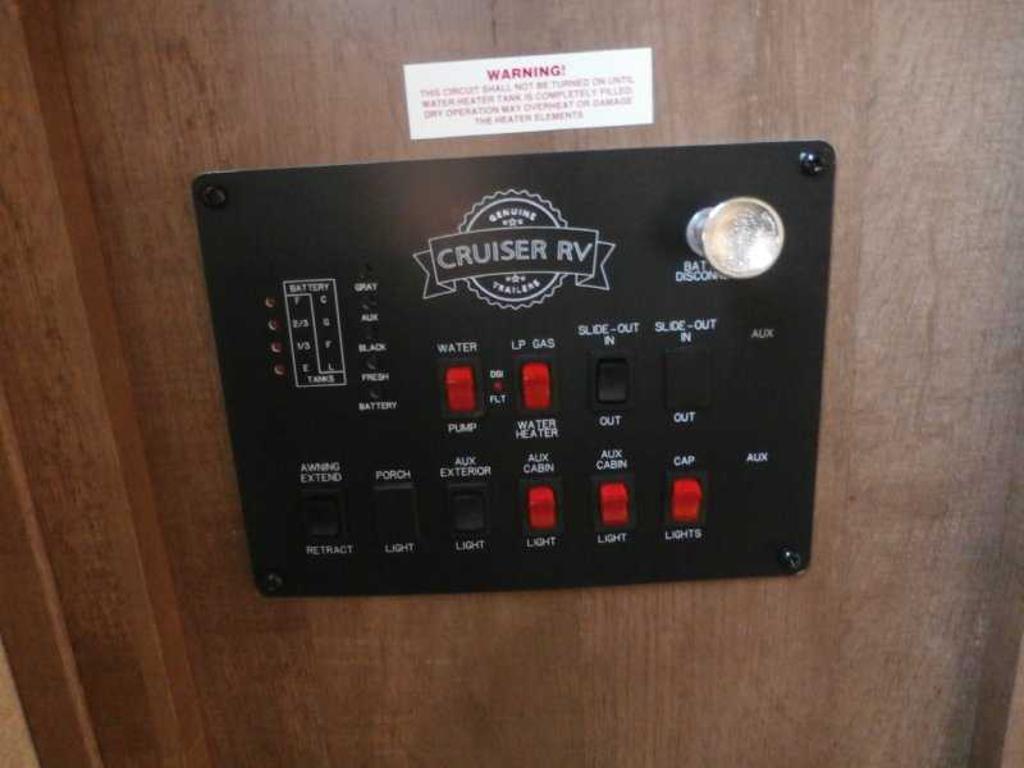 WARNING!
THIS CIRCUIT SHALL NOT BE TURNED ON UNTIL
WATER HEATER TANK IS COMPLETELY FILLED.
DRY OPERATION MAY OVERHEAT OR DAMAGE
THE HEATER ELEMENTS
GENUINE
CRUISER RV
TRAILERS
BATTERY
F C
2/3 G
1/3 F
E L
TANKS
GRAY
AUX
BLACK
FRESH
BATTERY
WATER
PUMP
DSI
FLT
LP GAS
WATER
HEATER
SLIDE-OUT
IN
OUT
SLIDE-OUT
IN
OUT
AUX
AWNING
EXTEND
RETRACT
PORCH
LIGHT
AUX
EXTERIOR
LIGHT
AUX
CABIN
LIGHT
AUX
CABIN
LIGHT
CAP
LIGHTS
AUX